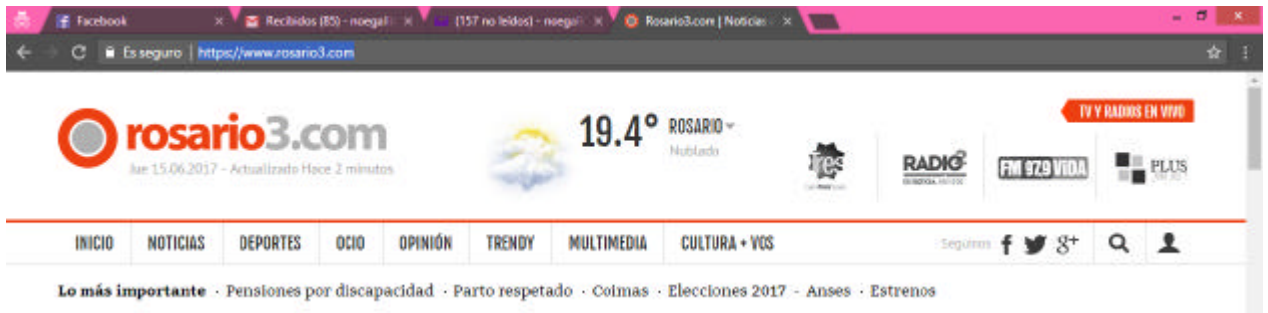 Facebook
Recibidos (85) - noegali
(157 no leídos) - noegali
Rosario3.com | Noticias
Es seguro | https://www.rosario3.com
rosario3.com
Jue 15.06.2017 - Actualizado Hace 2 minutos
19.4° ROSARIO
Nublado
TV Y RADIOS EN VIVO
RADIO 2
FM 97.9 VIDA
PLUS
INICIO NOTICIAS DEPORTES OCIO OPINIÓN TRENDY MULTIMEDIA CULTURA + VOS
Seguinos f g+
Lo más importante · Pensiones por discapacidad · Parto respetado · Coimas · Elecciones 2017 - Anses · Estrenos